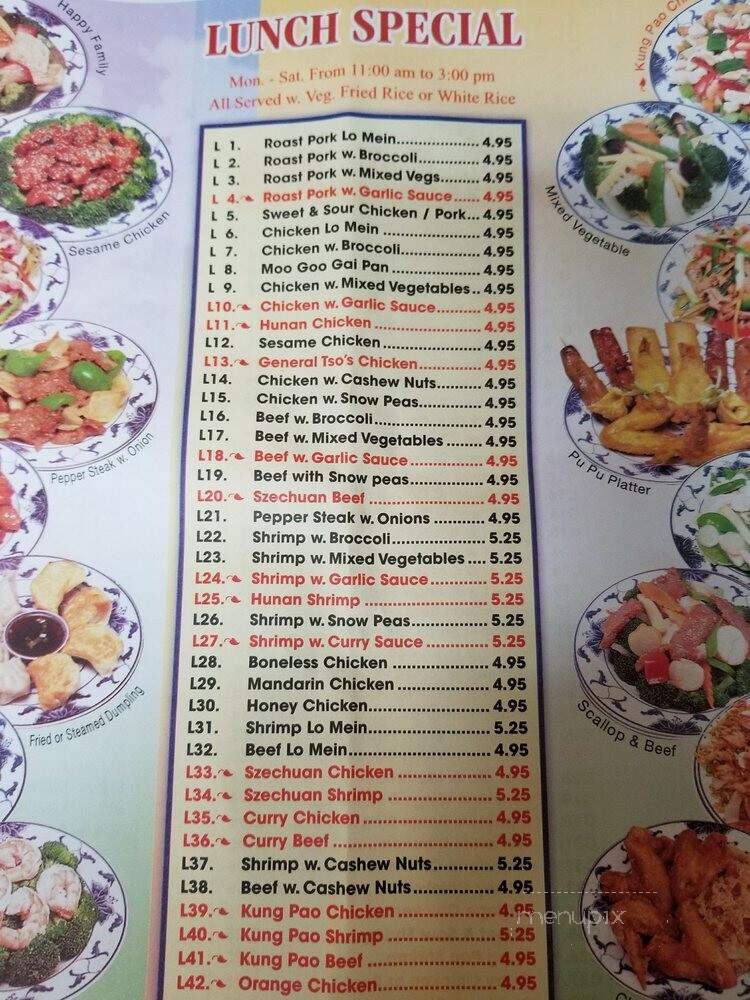 LUNCH SPECIAL
Mon. - Sat. From 11:00 am to 3:00 pm
All Served w. Veg. Fried Rice or White Rice
L 1. Roast Pork Lo Mein..................... 4.95
L 2. Roast Pork w. Broccoli................ 4.95
L 3. Roast Pork w. Mixed Vegs........... 4.95
L 4. Roast Pork w. Garlic Sauce...... 4.95
L 5. Sweet & Sour Chicken / Pork... 4.95
L 6. Chicken Lo Mein ........................ 4.95
L 7. Chicken w. Broccoli.................... 4.95
L 8. Moo Goo Gai Pan ...................... 4.95
L 9. Chicken w. Mixed Vegetables.. 4.95
L10. Chicken w. Garlic Sauce.......... 4.95
L11. Hunan Chicken ......................... 4.95
L12. Sesame Chicken ....................... 4.95
L13. General Tso's Chicken.............. 4.95
L14. Chicken w. Cashew Nuts.......... 4.95
L15. Chicken w. Snow Peas.............. 4.95
L16. Beef w. Broccoli......................... 4.95
L17. Beef w. Mixed Vegetables ....... 4.95
L18. Beef w. Garlic Sauce ............... 4.95
L19. Beef with Snow peas................. 4.95
L20. Szechuan Beef ......................... 4.95
L21. Pepper Steak w. Onions .......... 4.95
L22. Shrimp w. Broccoli.................... 5.25
L23. Shrimp w. Mixed Vegetables .... 5.25
L24. Shrimp w. Garlic Sauce............ 5.25
L25. Hunan Shrimp .......................... 5.25
L26. Shrimp w. Snow Peas................ 5.25
L27. Shrimp w. Curry Sauce ............ 5.25
L28. Boneless Chicken ..................... 4.95
L29. Mandarin Chicken .................... 4.95
L30. Honey Chicken.......................... 4.95
L31. Shrimp Lo Mein.......................... 5.25
L32. Beef Lo Mein.............................. 4.95
L33. Szechuan Chicken ................... 4.95
L34. Szechuan Shrimp ..................... 5.25
L35. Curry Chicken .......................... 4.95
L36. Curry Beef ................................ 4.95
L37. Shrimp w. Cashew Nuts............ 5.25
L38. Beef w. Cashew Nuts................ 4.95
L39. Kung Pao Chicken .................... 4.95
L40. Kung Pao Shrimp ...................... 5.25
L41. Kung Pao Beef .......................... 4.95
L42. Orange Chicken........................ 4.95
Happy Family
Sesame Chicken
Pepper Steak w. Onion
Fried or Steamed Dumpling
Kung Pao
Mixed Vegetable
Pu Pu Platter
Scallop & Beef
menupix